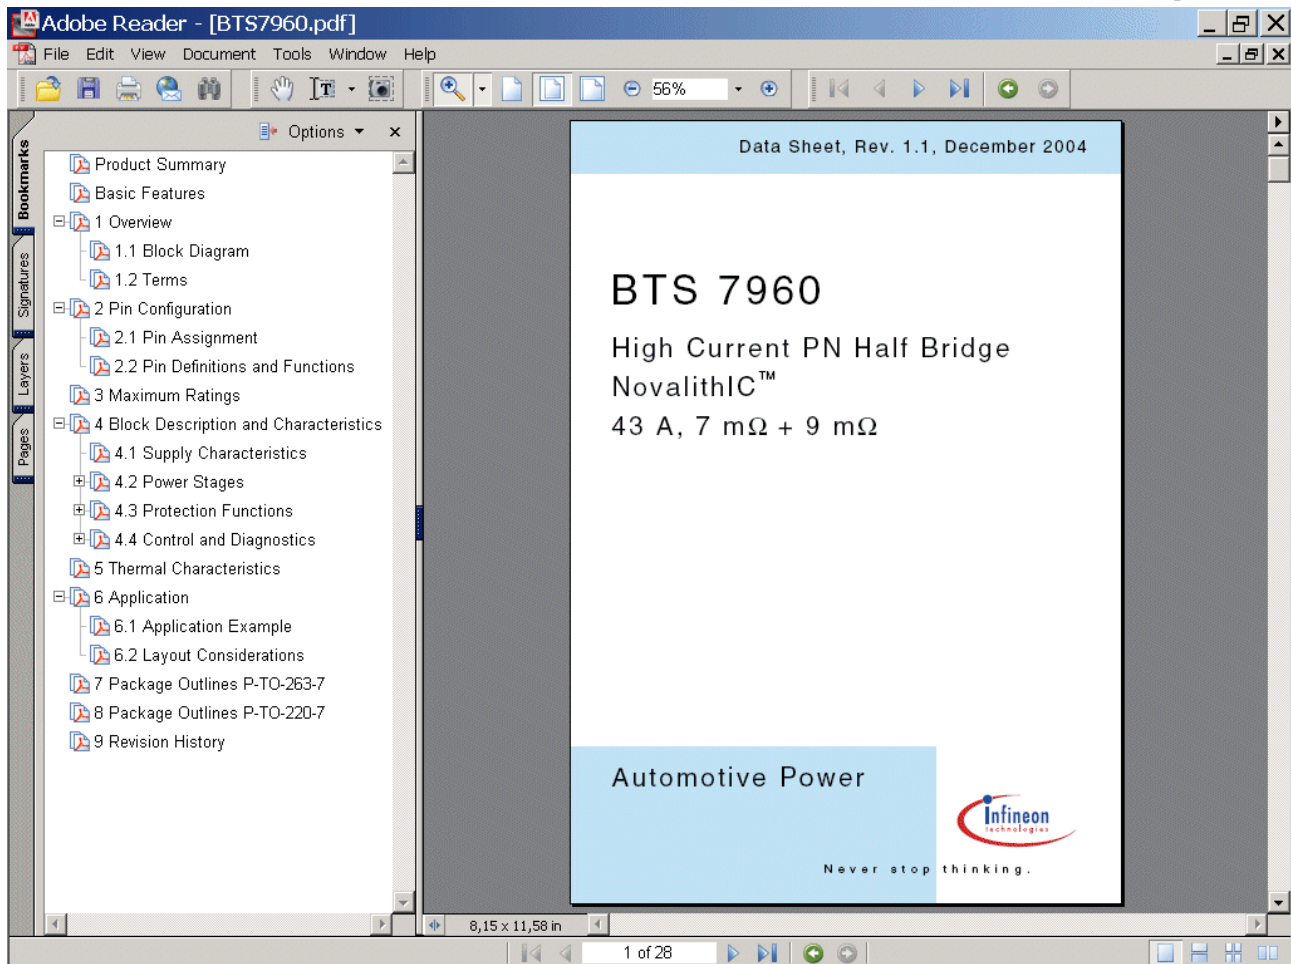 Adobe Reader - [BTS7960.pdf]
File Edit View Document Tools Window Help
56%
Options
Bookmarks
Signatures
Layers
Pages
Product Summary
Basic Features
1 Overview
1.1 Block Diagram
1.2 Terms
2 Pin Configuration
2.1 Pin Assignment
2.2 Pin Definitions and Functions
3 Maximum Ratings
4 Block Description and Characteristics
4.1 Supply Characteristics
4.2 Power Stages
4.3 Protection Functions
4.4 Control and Diagnostics
5 Thermal Characteristics
6 Application
6.1 Application Example
6.2 Layout Considerations
7 Package Outlines P-TO-263-7
8 Package Outlines P-TO-220-7
9 Revision History
Data Sheet, Rev. 1.1, December 2004
BTS 7960
High Current PN Half Bridge
NovalithIC™
43 A, 7 mΩ + 9 mΩ
Automotive Power
Infineon
technologies
Never stop thinking.
8,15 x 11,58 in
1 of 28